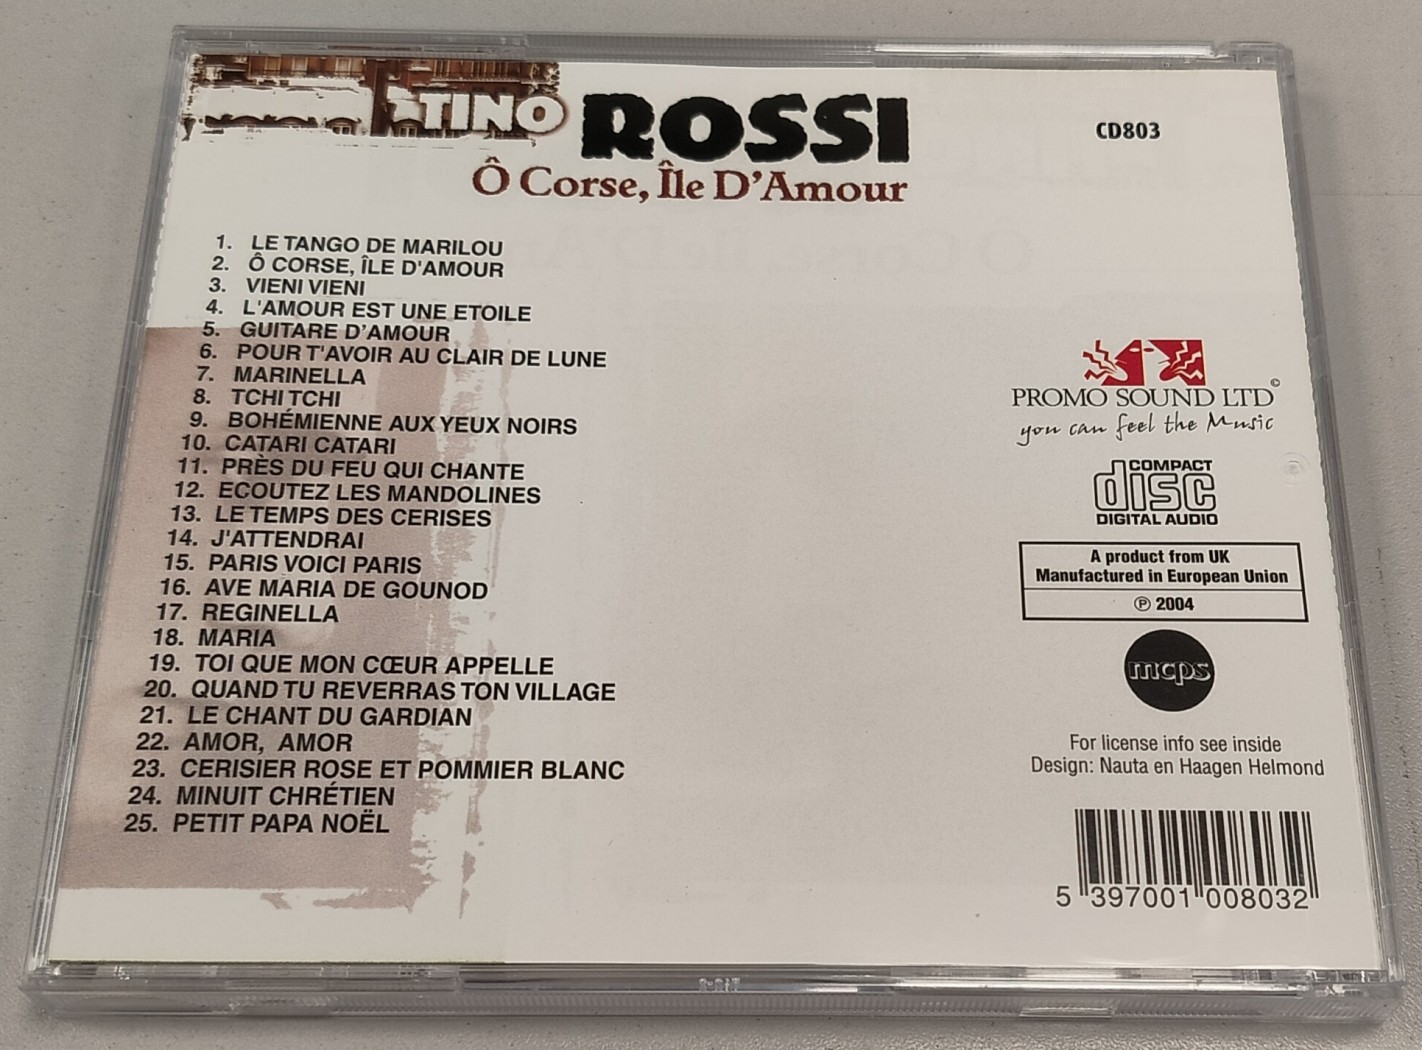 TINO ROSSI
Ô Corse, Île D'Amour
CD803
1. LE TANGO DE MARILOU
2. Ô CORSE, ÎLE D'AMOUR
3. VIENI VIENI
4. L'AMOUR EST UNE ETOILE
5. GUITARE D'AMOUR
6. POUR T'AVOIR AU CLAIR DE LUNE
7. MARINELLA
8. TCHI TCHI
9. BOHÉMIENNE AUX YEUX NOIRS
10. CATARI CATARI
11. PRÈS DU FEU QUI CHANTE
12. ECOUTEZ LES MANDOLINES
13. LE TEMPS DES CERISES
14. J'ATTENDRAI
15. PARIS VOICI PARIS
16. AVE MARIA DE GOUNOD
17. REGINELLA
18. MARIA
19. TOI QUE MON CŒUR APPELLE
20. QUAND TU REVERRAS TON VILLAGE
21. LE CHANT DU GARDIAN
22. AMOR, AMOR
23. CERISIER ROSE ET POMMIER BLANC
24. MINUIT CHRÉTIEN
25. PETIT PAPA NOËL
PROMO SOUND LTD©
you can feel the Music
COMPACT
disc
DIGITAL AUDIO
A product from UK
Manufactured in European Union
℗ 2004
mcps
For license info see inside
Design: Nauta en Haagen Helmond
5 397001 008032